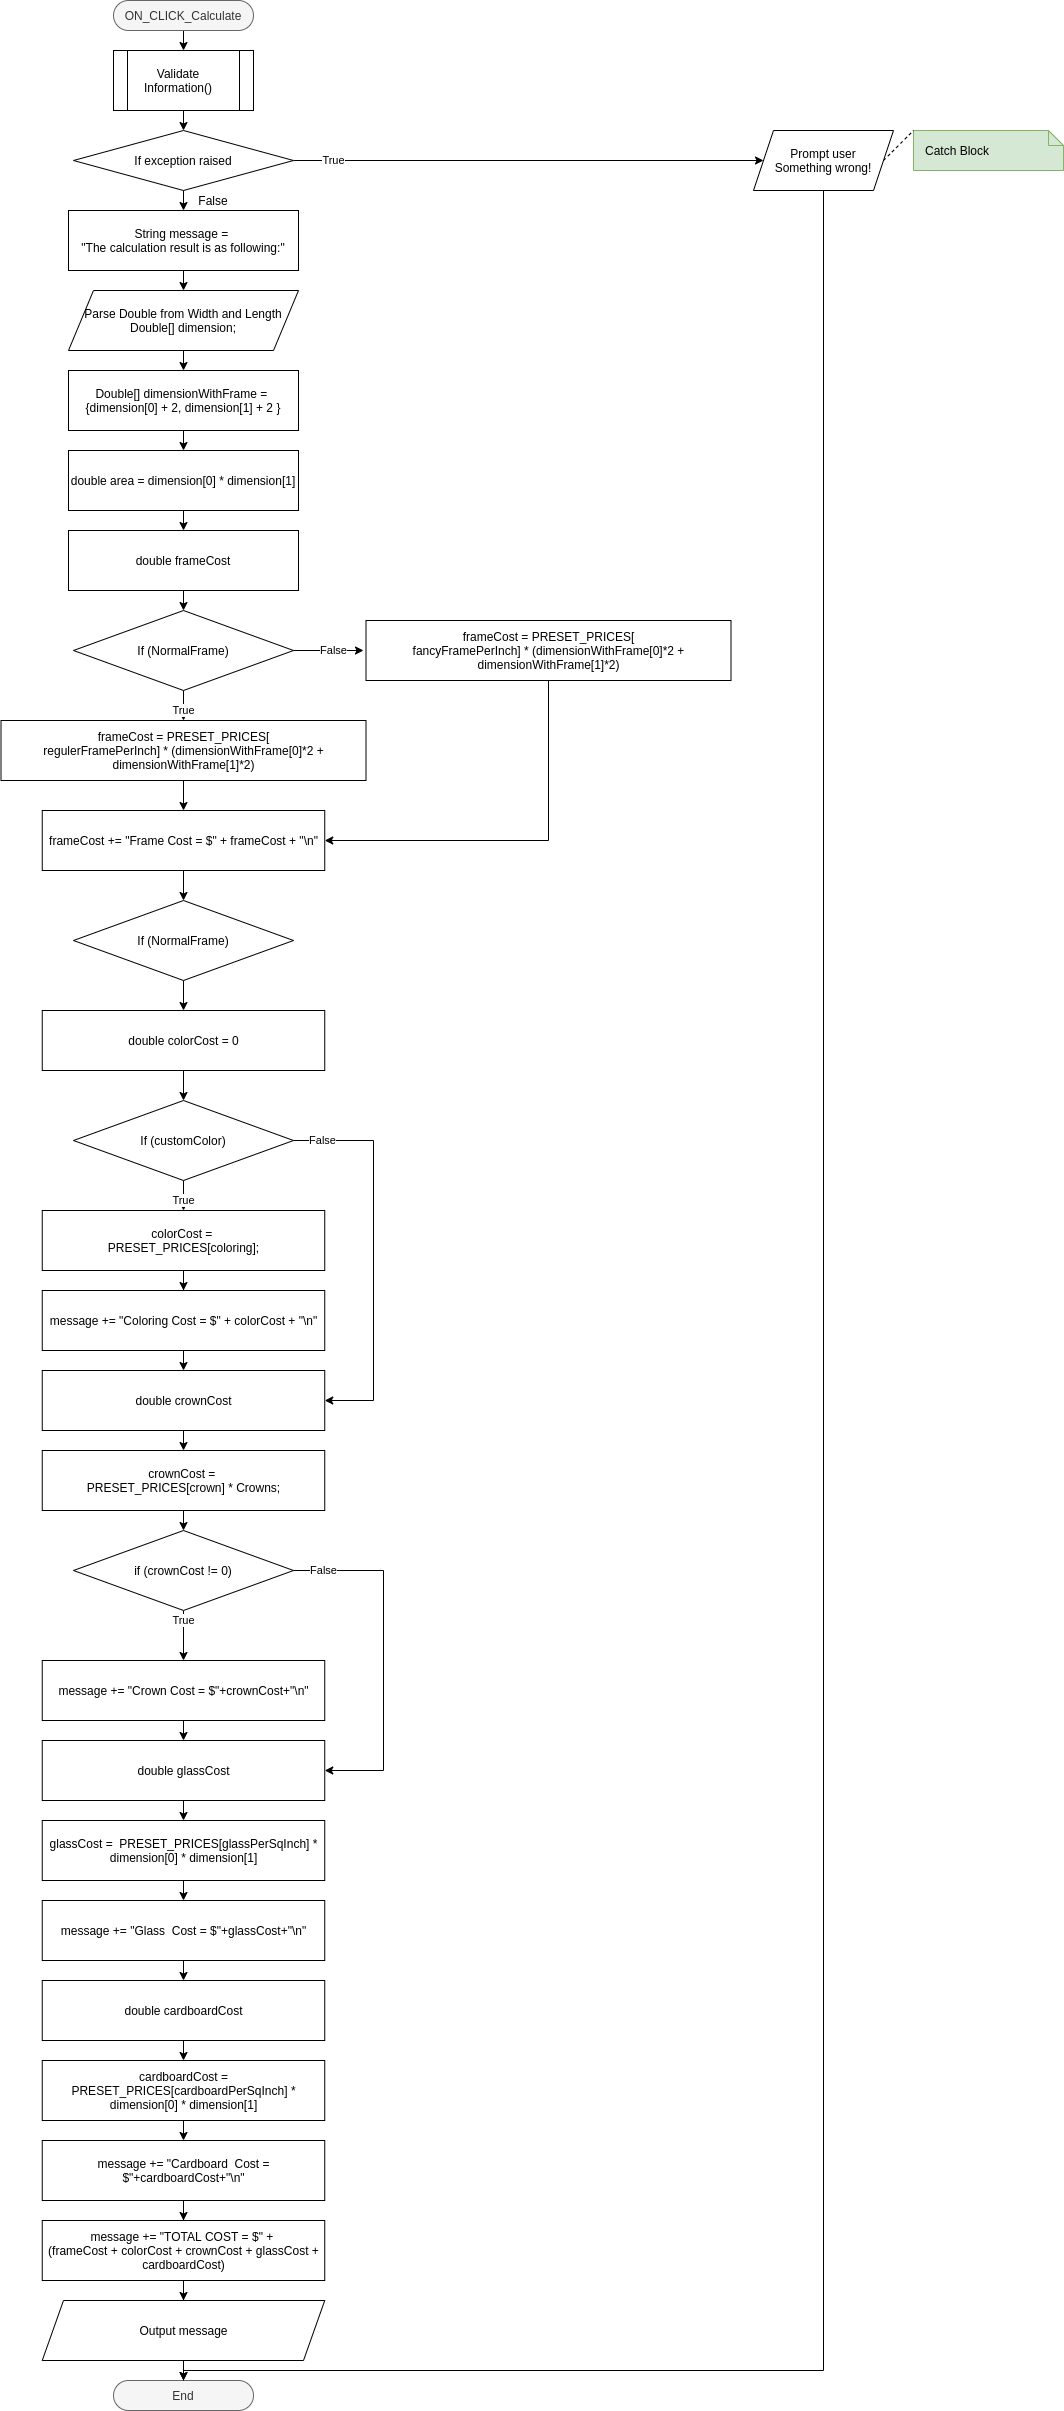 ON_CLICK_Calculate
Validate
Information()
If exception raised
True
Prompt user
Something wrong!
Catch Block
False
String message =
"The calculation result is as following:"
Parse Double from Width and Length
Double[] dimension;
Double[] dimensionWithFrame =
{dimension[0] + 2, dimension[1] + 2 }
double area = dimension[0] * dimension[1]
double frameCost
If (NormalFrame)
False
frameCost = PRESET_PRICES[
fancyFramePerInch] * (dimensionWithFrame[0]*2 +
dimensionWithFrame[1]*2)
True
frameCost = PRESET_PRICES[
regulerFramePerInch] * (dimensionWithFrame[0]*2 +
dimensionWithFrame[1]*2)
frameCost += "Frame Cost = $" + frameCost + "\n"
If (NormalFrame)
double colorCost = 0
If (customColor)
False
True
colorCost =
PRESET_PRICES[coloring];
message += "Coloring Cost = $" + colorCost + "\n"
double crownCost
crownCost =
PRESET_PRICES[crown] * Crowns;
if (crownCost != 0)
False
True
message += "Crown Cost = $"+crownCost+"\n"
double glassCost
glassCost =  PRESET_PRICES[glassPerSqInch] *
dimension[0] * dimension[1]
message += "Glass  Cost = $"+glassCost+"\n"
double cardboardCost
cardboardCost =
PRESET_PRICES[cardboardPerSqInch] *
dimension[0] * dimension[1]
message += "Cardboard  Cost =
$"+cardboardCost+"\n"
message += "TOTAL COST = $" +
(frameCost + colorCost + crownCost + glassCost +
cardboardCost)
Output message
End